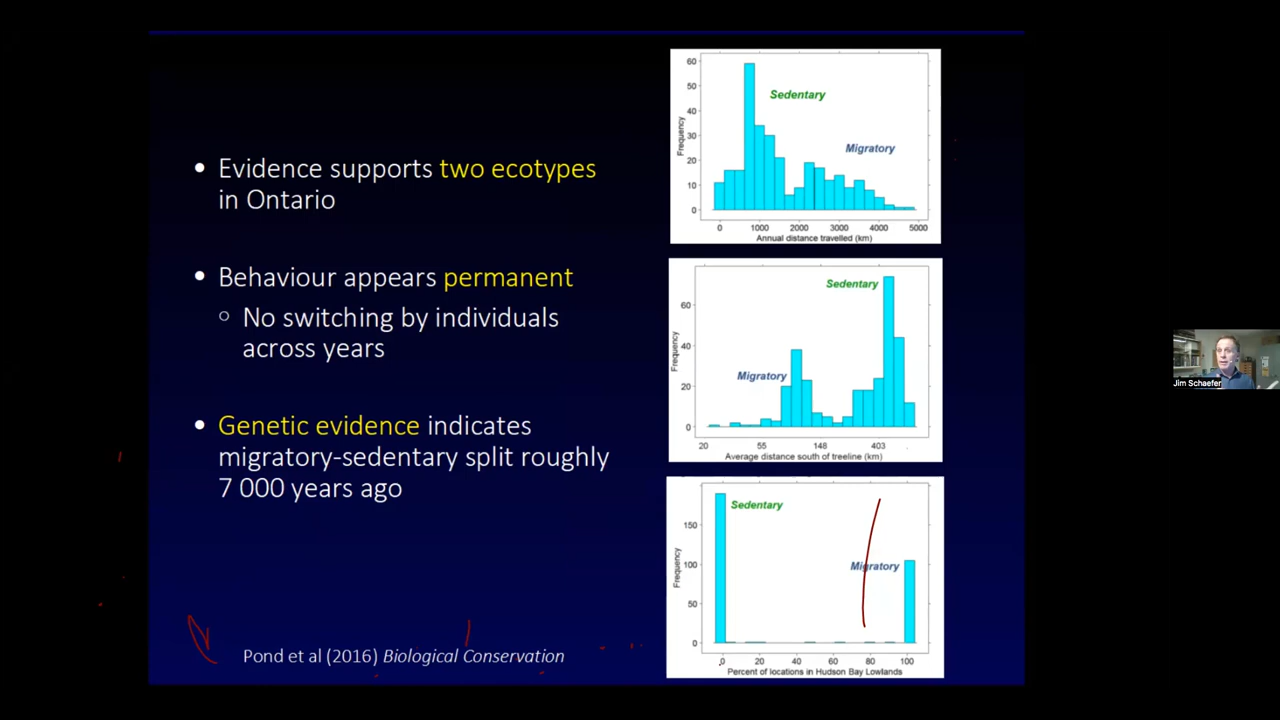 • Evidence supports two ecotypes
in Ontario
• Behaviour appears permanent
○ No switching by individuals
across years
• Genetic evidence indicates
migratory-sedentary split roughly
7 000 years ago
Pond et al (2016) Biological Conservation
60
50
40
30
20
10
0
Frequency
Sedentary
Migratory
0 1000 2000 3000 4000 5000
Annual distance travelled (km)
60
40
20
0
Frequency
Sedentary
Migratory
20 55 148 403
Average distance south of treeline (km)
150
100
50
0
Frequency
Sedentary
Migratory
0 20 40 60 80 100
Percent of locations in Hudson Bay Lowlands
Jim Schaefer